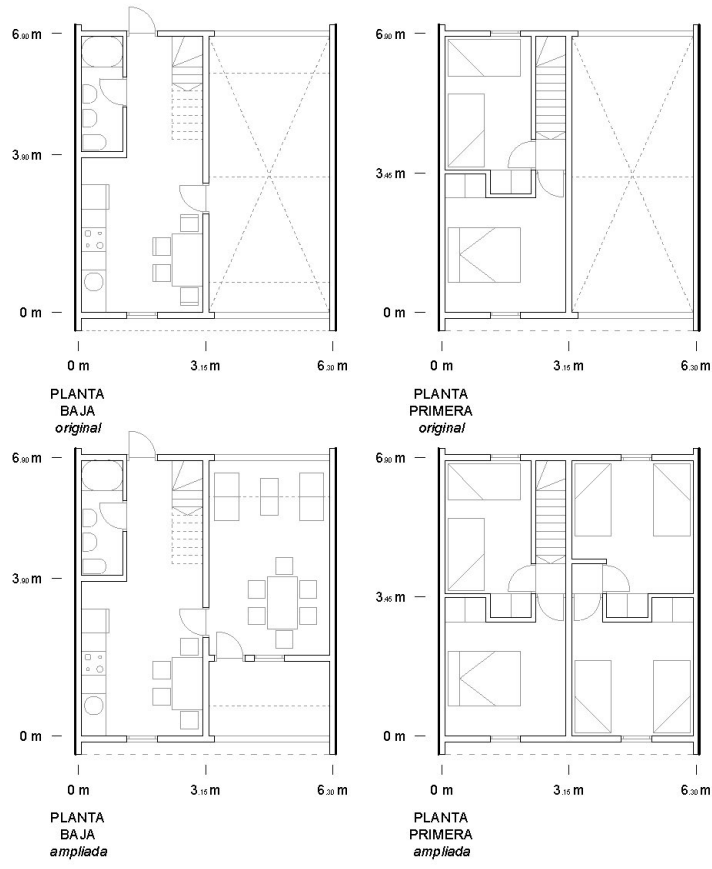 6.90 m
3.90 m
0 m
0 m
3.15 m
6.30 m
PLANTA
BAJA
original
6.90 m
3.45 m
0 m
0 m
3.15 m
6.30 m
PLANTA
PRIMERA
original
6.90 m
3.90 m
0 m
0 m
3.15 m
6.30 m
PLANTA
BAJA
ampliada
6.90 m
3.45 m
0 m
0 m
3.15 m
6.30 m
PLANTA
PRIMERA
ampliada